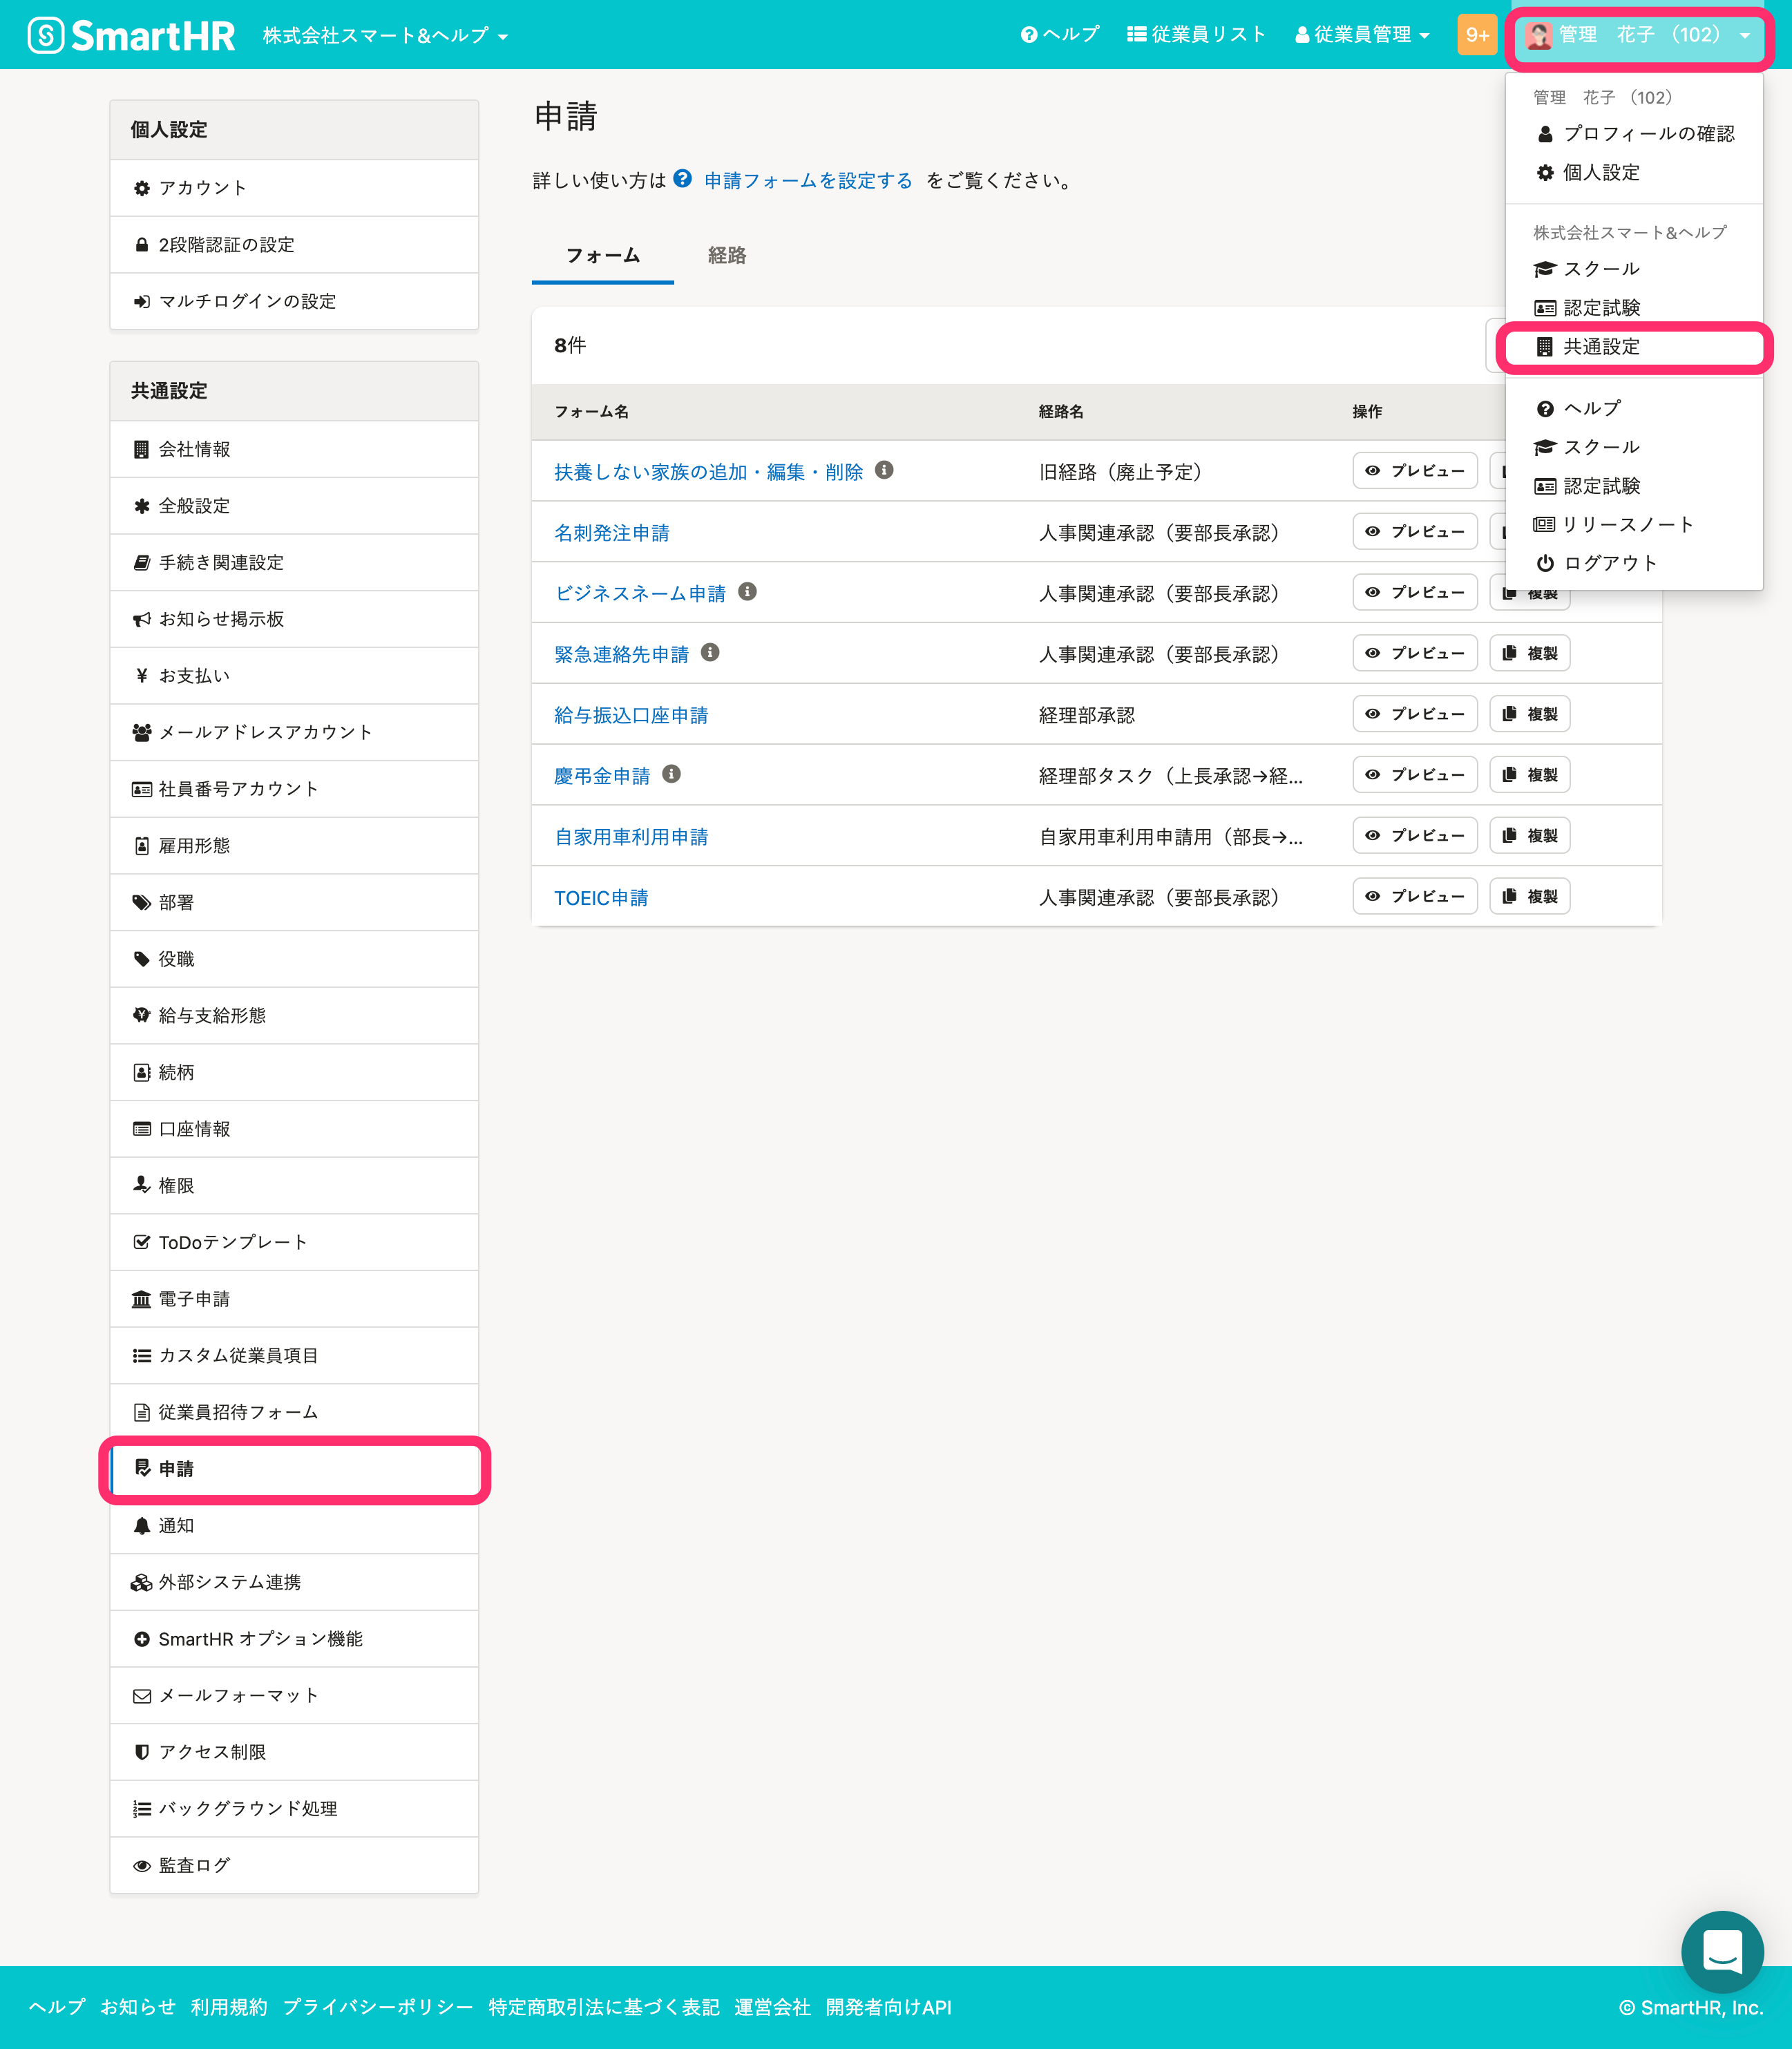 SmartHR 株式会社スマート&ヘルプ ヘルプ 従業員リスト 従業員管理 9+ 管理 花子（102）
管理 花子（102）
プロフィールの確認
個人設定
株式会社スマート&ヘルプ
スクール
認定試験
共通設定
ヘルプ
スクール
認定試験
リリースノート
ログアウト
個人設定
アカウント
2段階認証の設定
マルチログインの設定
共通設定
会社情報
全般設定
手続き関連設定
お知らせ掲示板
¥ お支払い
メールアドレスアカウント
社員番号アカウント
雇用形態
部署
役職
給与支給形態
続柄
口座情報
権限
ToDoテンプレート
電子申請
カスタム従業員項目
従業員招待フォーム
申請
通知
外部システム連携
SmartHR オプション機能
メールフォーマット
アクセス制限
バックグラウンド処理
監査ログ
申請
詳しい使い方は 申請フォームを設定する をご覧ください。
フォーム 経路
8件
フォーム名 経路名 操作
扶養しない家族の追加・編集・削除 旧経路（廃止予定） プレビュー
名刺発注申請 人事関連承認（要部長承認） プレビュー
ビジネスネーム申請 人事関連承認（要部長承認） プレビュー 複製
緊急連絡先申請 人事関連承認（要部長承認） プレビュー 複製
給与振込口座申請 経理部承認 プレビュー 複製
慶弔金申請 経理部タスク（上長承認→経... プレビュー 複製
自家用車利用申請 自家用車利用申請用（部長→... プレビュー 複製
TOEIC申請 人事関連承認（要部長承認） プレビュー 複製
ヘルプ お知らせ 利用規約 プライバシーポリシー 特定商取引法に基づく表記 運営会社 開発者向けAPI © SmartHR, Inc.